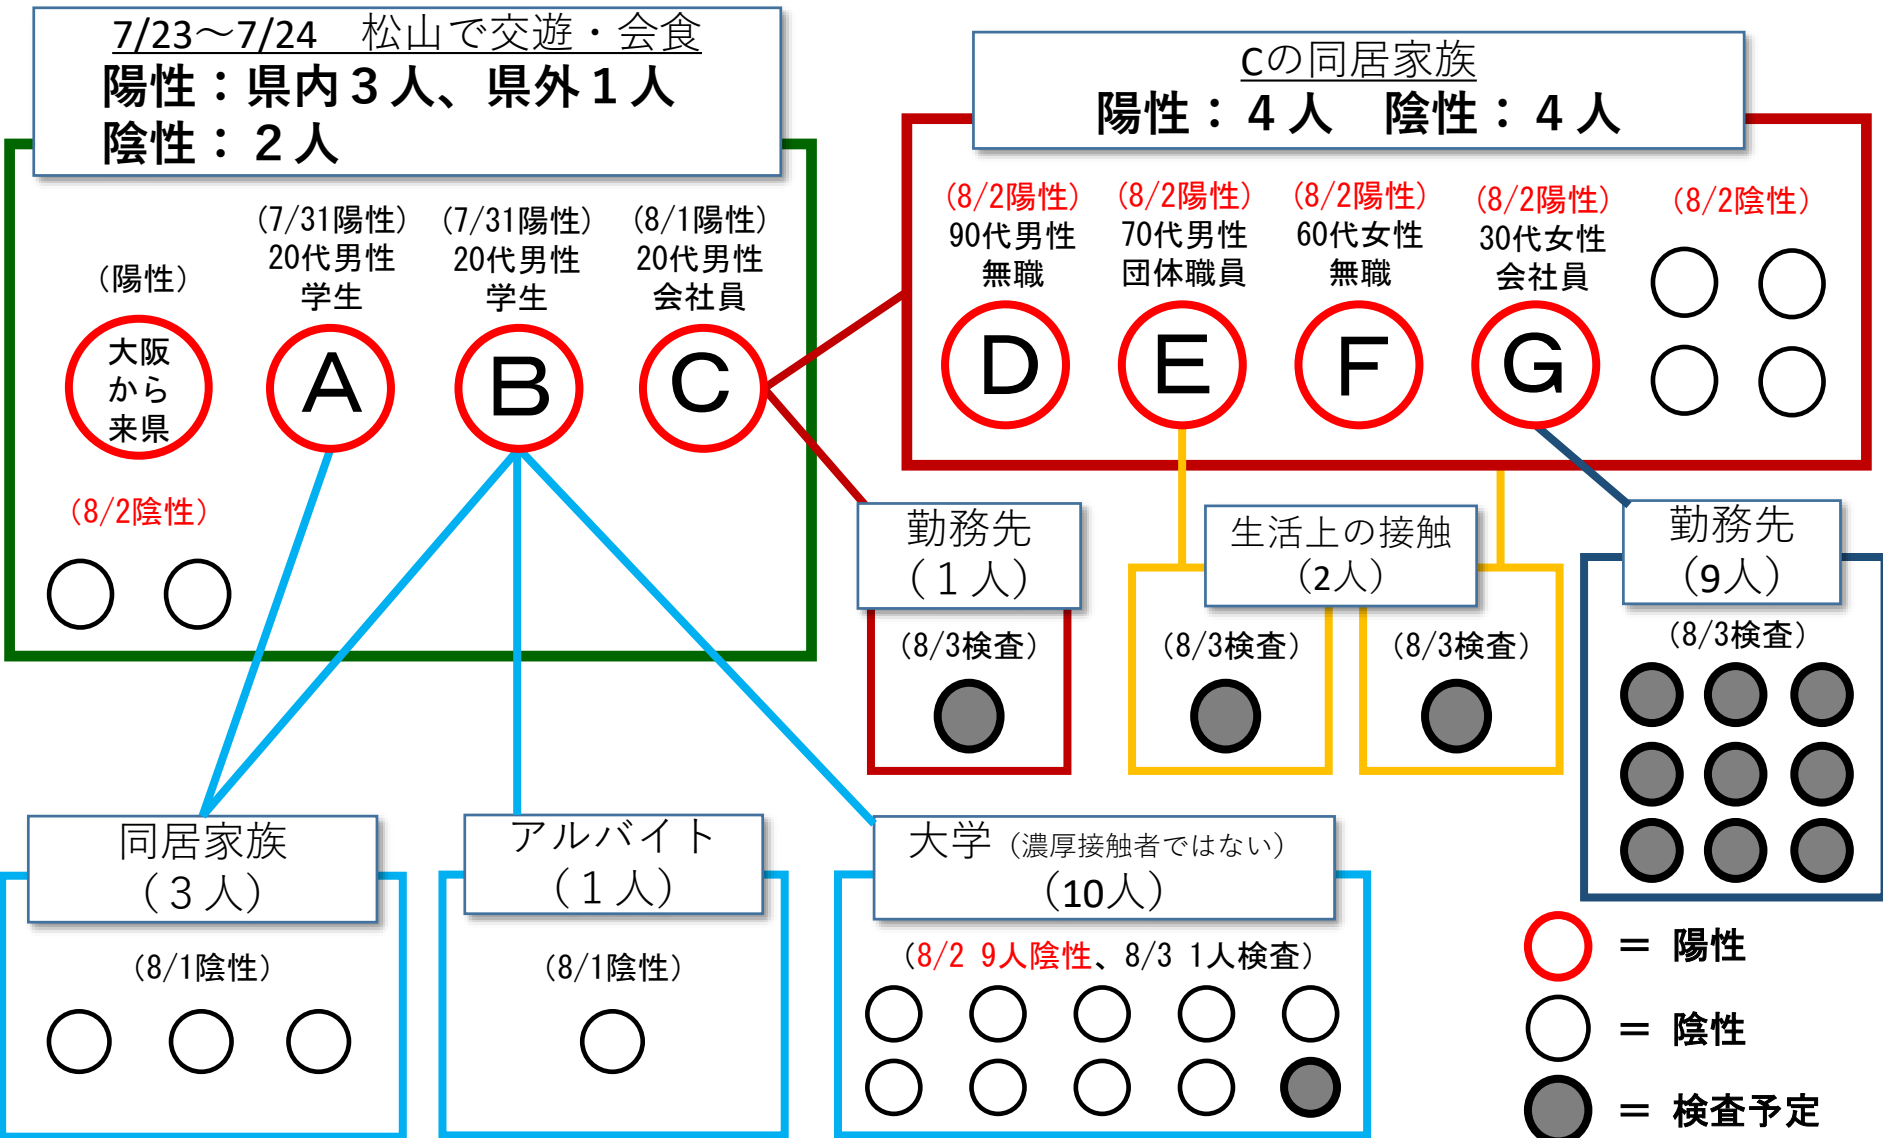 7/23～7/24　松山で交遊・会食
陽性：県内３人、県外１人
陰性：２人
（陽性）
大阪
から
来県
(7/31陽性)
20代男性
学生
A
(7/31陽性)
20代男性
学生
B
(8/1陽性)
20代男性
会社員
C
(8/2陰性)
Cの同居家族
陽性：４人　陰性：４人
(8/2陽性)
90代男性
無職
D
(8/2陽性)
70代男性
団体職員
E
(8/2陽性)
60代女性
無職
F
(8/2陽性)
30代女性
会社員
G
(8/2陰性)
勤務先
（１人）
(8/3検査)
生活上の接触
（2人）
(8/3検査)
(8/3検査)
勤務先
（9人）
(8/3検査)
同居家族
（３人）
(8/1陰性)
アルバイト
（１人）
(8/1陰性)
大学（濃厚接触者ではない）
（10人）
(8/2 9人陰性、8/3 1人検査)
＝ 陽性
＝ 陰性
＝ 検査予定